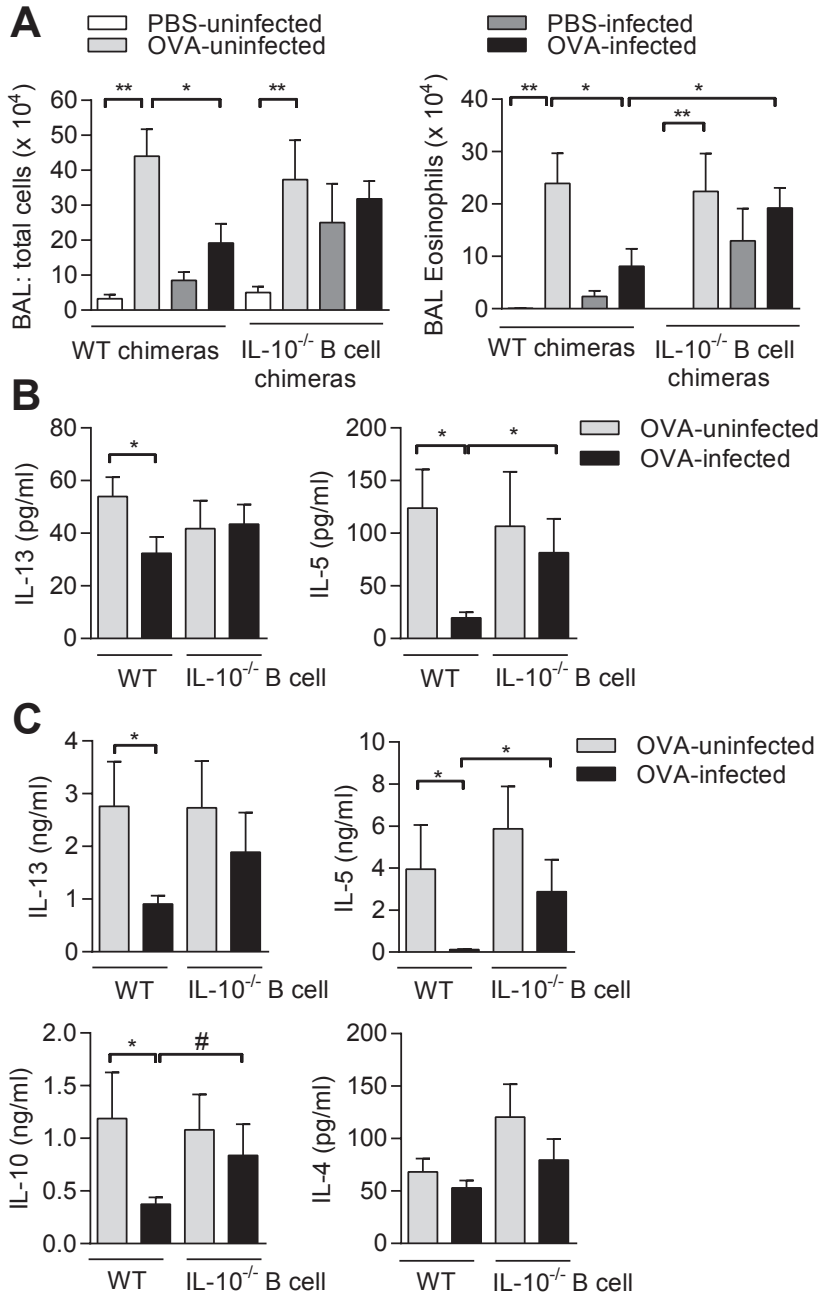 A
PBS-uninfected
OVA-uninfected
PBS-infected
OVA-infected
BAL: total cells (x 10⁴)
60
50
40
30
20
10
0
**
*
**
WT chimeras
IL-10⁻/⁻ B cell
chimeras
BAL Eosinophils (x 10⁴)
40
30
20
10
0
**
*
*
**
WT chimeras
IL-10⁻/⁻ B cell
chimeras
B
IL-13 (pg/ml)
80
60
40
20
0
*
WT
IL-10⁻/⁻ B cell
IL-5 (pg/ml)
200
150
100
50
0
*
*
WT
IL-10⁻/⁻ B cell
OVA-uninfected
OVA-infected
C
IL-13 (ng/ml)
4
3
2
1
0
*
WT
IL-10⁻/⁻ B cell
IL-5 (ng/ml)
10
8
6
4
2
0
*
*
WT
IL-10⁻/⁻ B cell
OVA-uninfected
OVA-infected
IL-10 (ng/ml)
2.0
1.5
1.0
0.5
0.0
*
#
WT
IL-10⁻/⁻ B cell
IL-4 (pg/ml)
200
150
100
50
0
WT
IL-10⁻/⁻ B cell